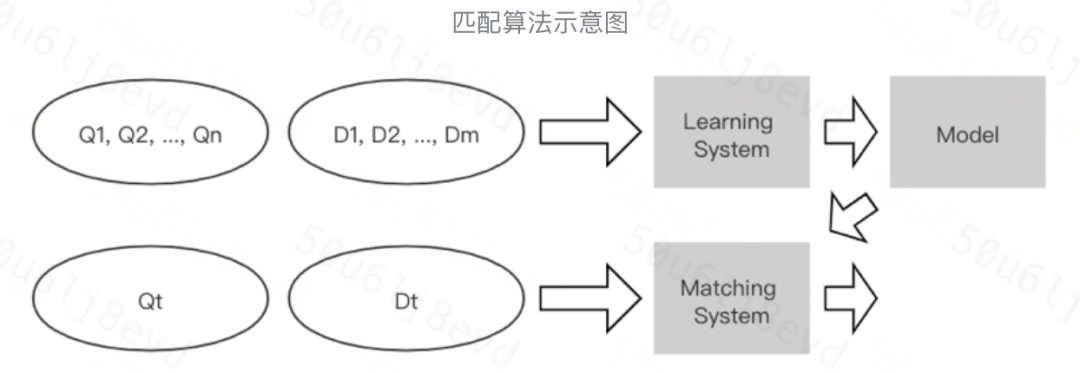 匹配算法示意图
Q1, Q2, ..., Qn
D1, D2, ..., Dm
Learning
System
Model
Qt
Dt
Matching
System
50u6lj8evd